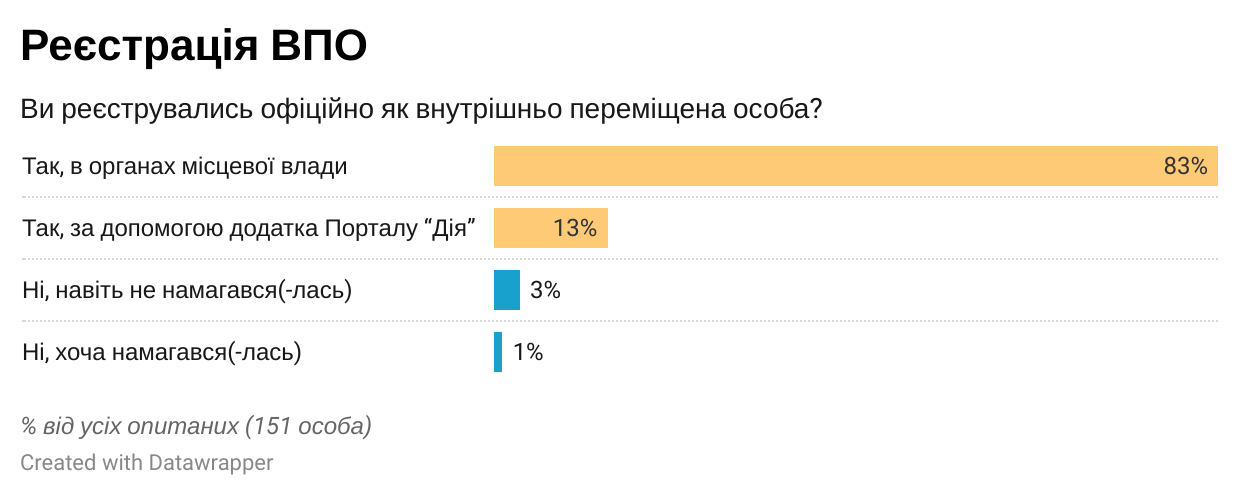 Реєстрація ВПО
Ви реєструвались офіційно як внутрішньо переміщена особа?
Так, в органах місцевої влади 83%
Так, за допомогою додатка Порталу “Дія” 13%
Ні, навіть не намагався(-лась) 3%
Ні, хоча намагався(-лась) 1%
% від усіх опитаних (151 особа)
Created with Datawrapper